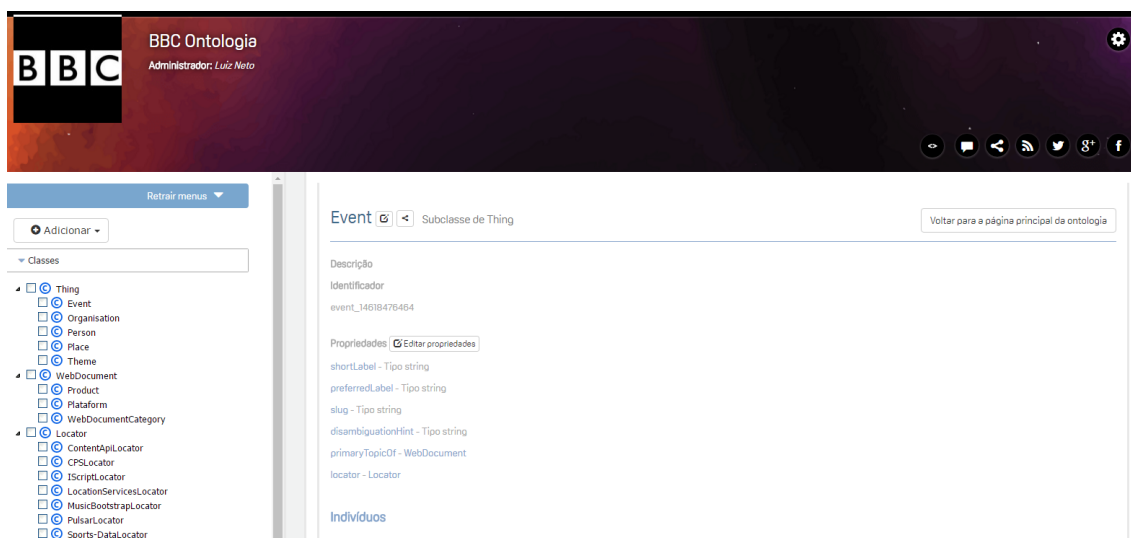 BBC
BBC Ontologia
Administrador: Luiz Neto
g+
f
Retrair menus
Adicionar
Classes
Thing
Event
Organisation
Person
Place
Theme
WebDocument
Product
Plataform
WebDocumentCategory
Locator
ContentApiLocator
CPSLocator
IScriptLocator
LocationServicesLocator
MusicBootstrapLocator
PulsarLocator
Sports-DataLocator
Event Subclasse de Thing
Voltar para a página principal da ontologia
Descrição
Identificador
event_14618476464
Propriedades Editar propriedades
shortLabel - Tipo string
preferredLabel - Tipo string
slug - Tipo string
disambiguationHint - Tipo string
primaryTopicOf - WebDocument
locator - Locator
Indivíduos